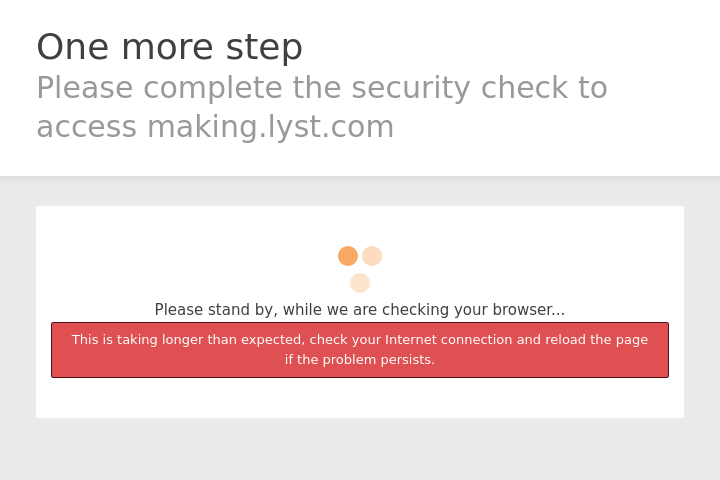 One more step
Please complete the security check to
access making.lyst.com
Please stand by, while we are checking your browser...
This is taking longer than expected, check your Internet connection and reload the page
if the problem persists.